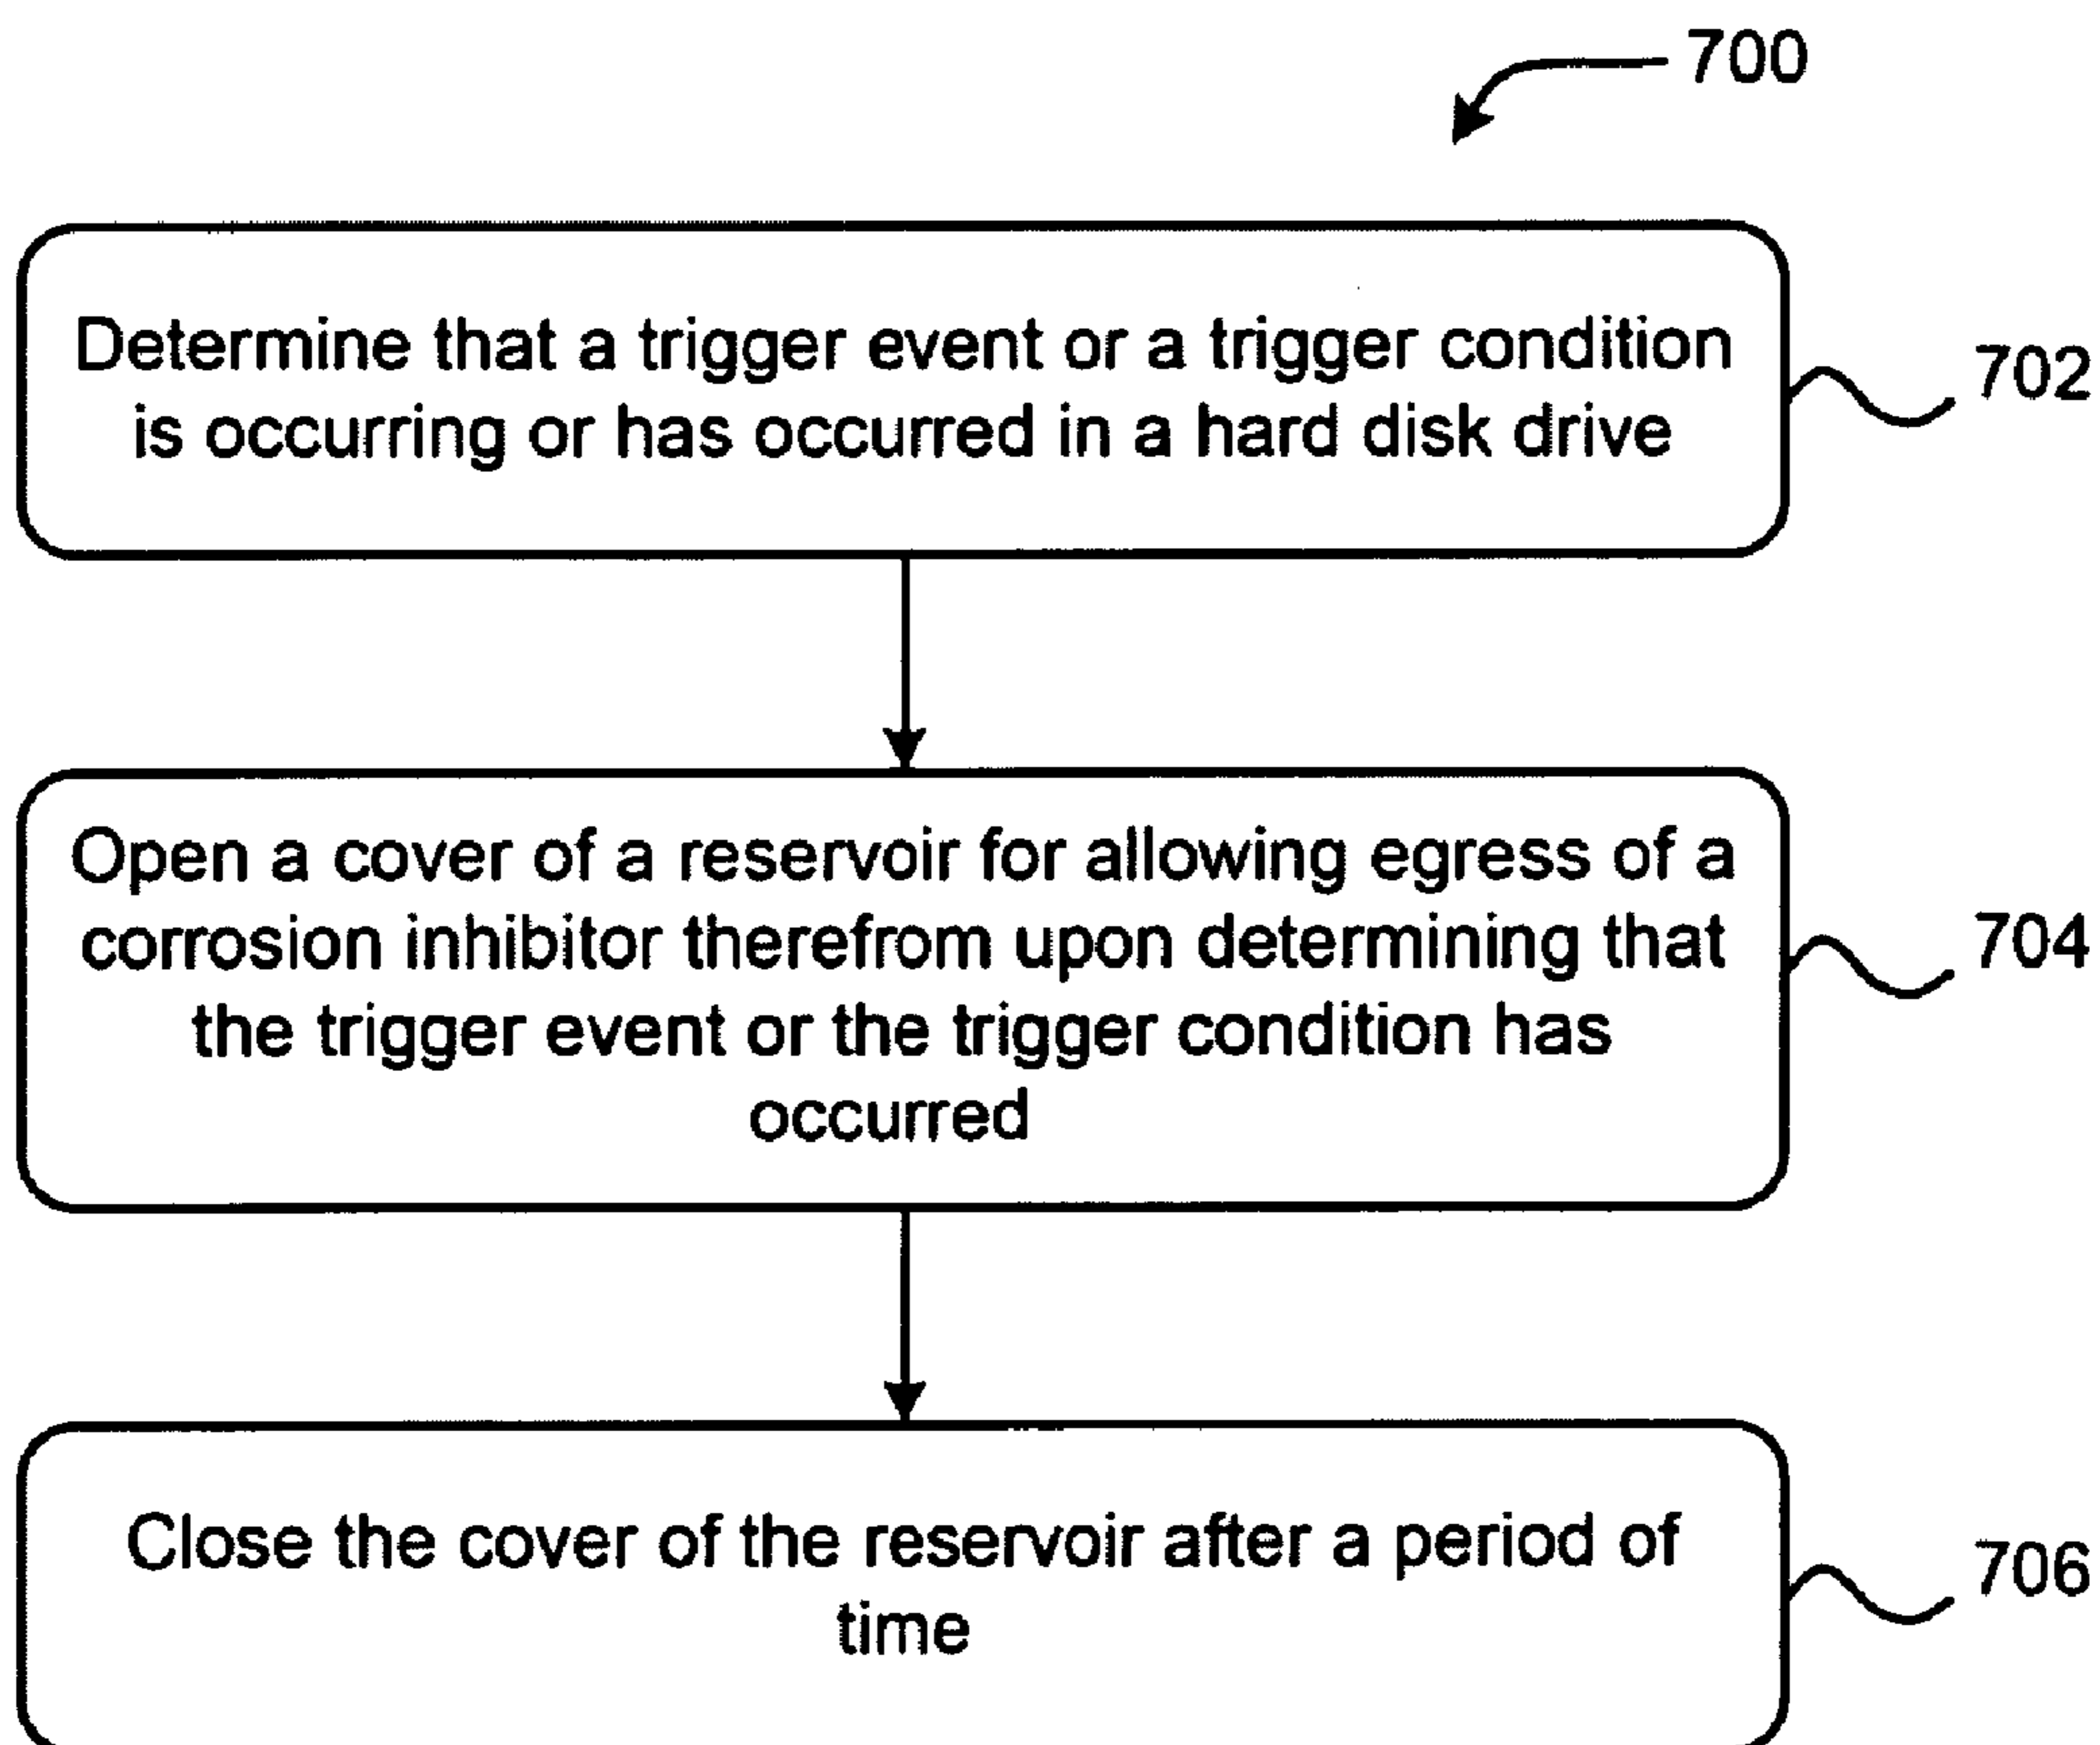 700
Determine that a trigger event or a trigger condition
is occurring or has occurred in a hard disk drive
702
Open a cover of a reservoir for allowing egress of a
corrosion inhibitor therefrom upon determining that
the trigger event or the trigger condition has
occurred
704
Close the cover of the reservoir after a period of
time
706